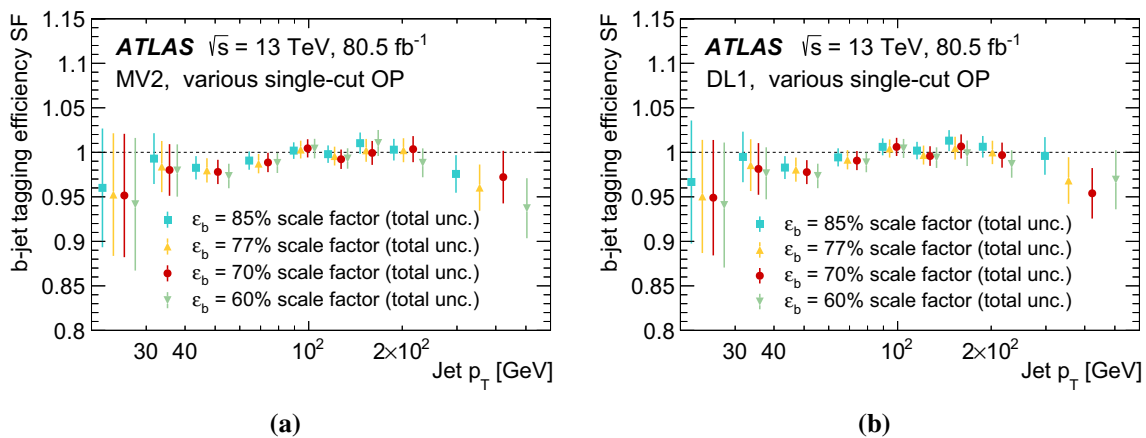 b-jet tagging efficiency SF
1.15
1.1
1.05
1
0.95
0.9
0.85
0.8
ATLAS √s = 13 TeV, 80.5 fb⁻¹
MV2, various single-cut OP
ε_b = 85% scale factor (total unc.)
ε_b = 77% scale factor (total unc.)
ε_b = 70% scale factor (total unc.)
ε_b = 60% scale factor (total unc.)
30 40 10² 2×10²
Jet p_T [GeV]
(a)
b-jet tagging efficiency SF
1.15
1.1
1.05
1
0.95
0.9
0.85
0.8
ATLAS √s = 13 TeV, 80.5 fb⁻¹
DL1, various single-cut OP
ε_b = 85% scale factor (total unc.)
ε_b = 77% scale factor (total unc.)
ε_b = 70% scale factor (total unc.)
ε_b = 60% scale factor (total unc.)
30 40 10² 2×10²
Jet p_T [GeV]
(b)